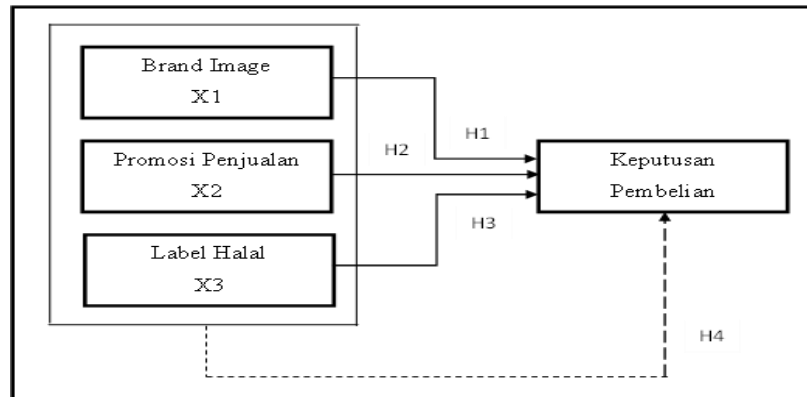 Brand Image
X1
H1
H2
Promosi Penjualan
X2
Keputusan
Pembelian
H3
Label Halal
X3
H4